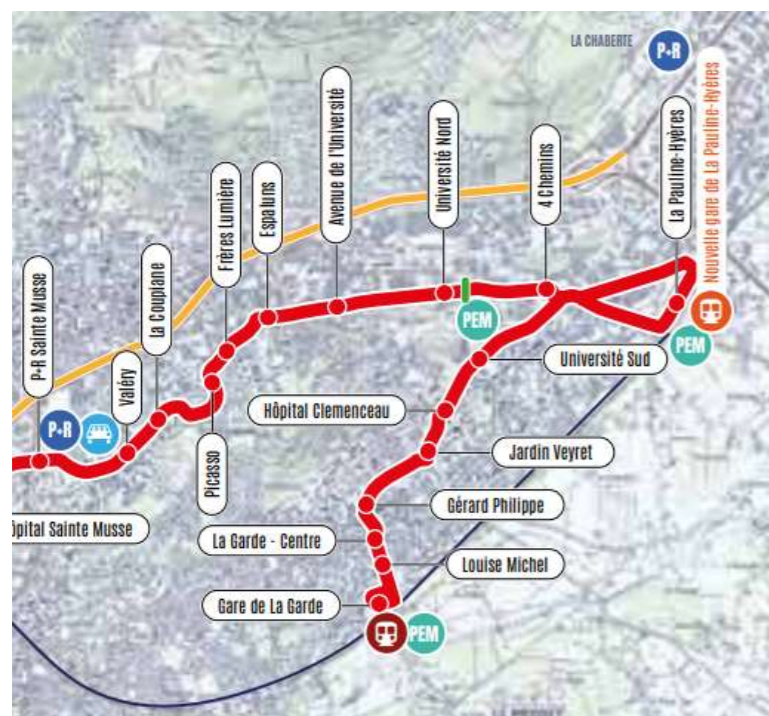 LA CHABERTE
P+R
Nouvelle gare de La Pauline-Hyères
La Pauline-Hyères
4 Chemins
Université Nord
Avenue de l'Université
Espaluns
Frères Lumière
La Coupiane
P+R Sainte Musse
Valéry
P+R
Picasso
PEM
PEM
Université Sud
Hôpital Clemenceau
Jardin Veyret
Gérard Philippe
ôpital Sainte Musse
La Garde - Centre
Louise Michel
Gare de La Garde
PEM